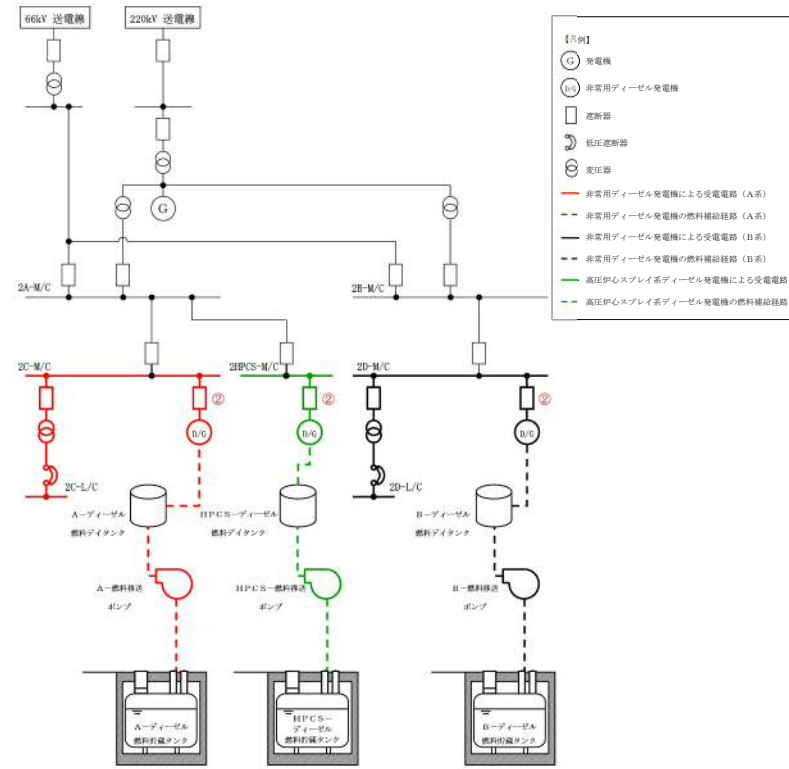 66kV 送電線
220kV 送電線
【凡例】
G 発電機
D/G 非常用ディーゼル発電機
遮断器
低圧遮断器
変圧器
非常用ディーゼル発電機による受電電路(A系)
非常用ディーゼル発電機の燃料補給経路(A系)
非常用ディーゼル発電機による受電電路(B系)
非常用ディーゼル発電機の燃料補給経路(B系)
高圧炉心スプレイ系ディーゼル発電機による受電電路
高圧炉心スプレイ系ディーゼル発電機の燃料補給経路
G
2A-M/C
2B-M/C
2C-M/C
2HPCS-M/C
2D-M/C
②
②
②
D/G
D/G
D/G
2C-L/C
2D-L/C
A-ディーゼル
燃料デイタンク
HPCS-ディーゼル
燃料デイタンク
B-ディーゼル
燃料デイタンク
A-燃料移送
ポンプ
HPCS-燃料移送
ポンプ
B-燃料移送
ポンプ
A-ディーゼル
燃料貯蔵タンク
HPCS-
ディーゼル
燃料貯蔵タンク
B-ディーゼル
燃料貯蔵タンク